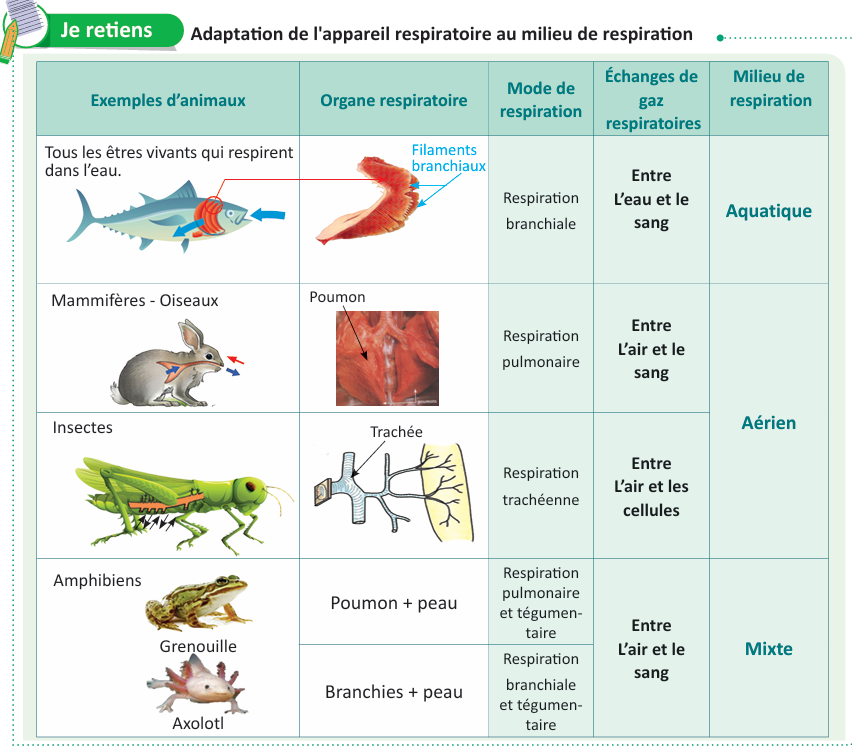 Je retiens
Adaptation de l'appareil respiratoire au milieu de respiration
Exemples d'animaux
Organe respiratoire
Mode de
respiration
Échanges de
gaz
respiratoires
Milieu de
respiration
Tous les êtres vivants qui respirent
dans l'eau.
Filaments
branchiaux
Respiration
branchiale
Entre
L'eau et le
sang
Aquatique
Mammifères - Oiseaux
Poumon
Respiration
pulmonaire
Entre
L'air et le
sang
Aérien
Insectes
Trachée
Respiration
trachéenne
Entre
L'air et les
cellules
Amphibiens
Grenouille
Poumon + peau
Respiration
pulmonaire
et tégumen-
taire
Entre
L'air et le
sang
Mixte
Axolotl
Branchies + peau
Respiration
branchiale
et tégumen-
taire